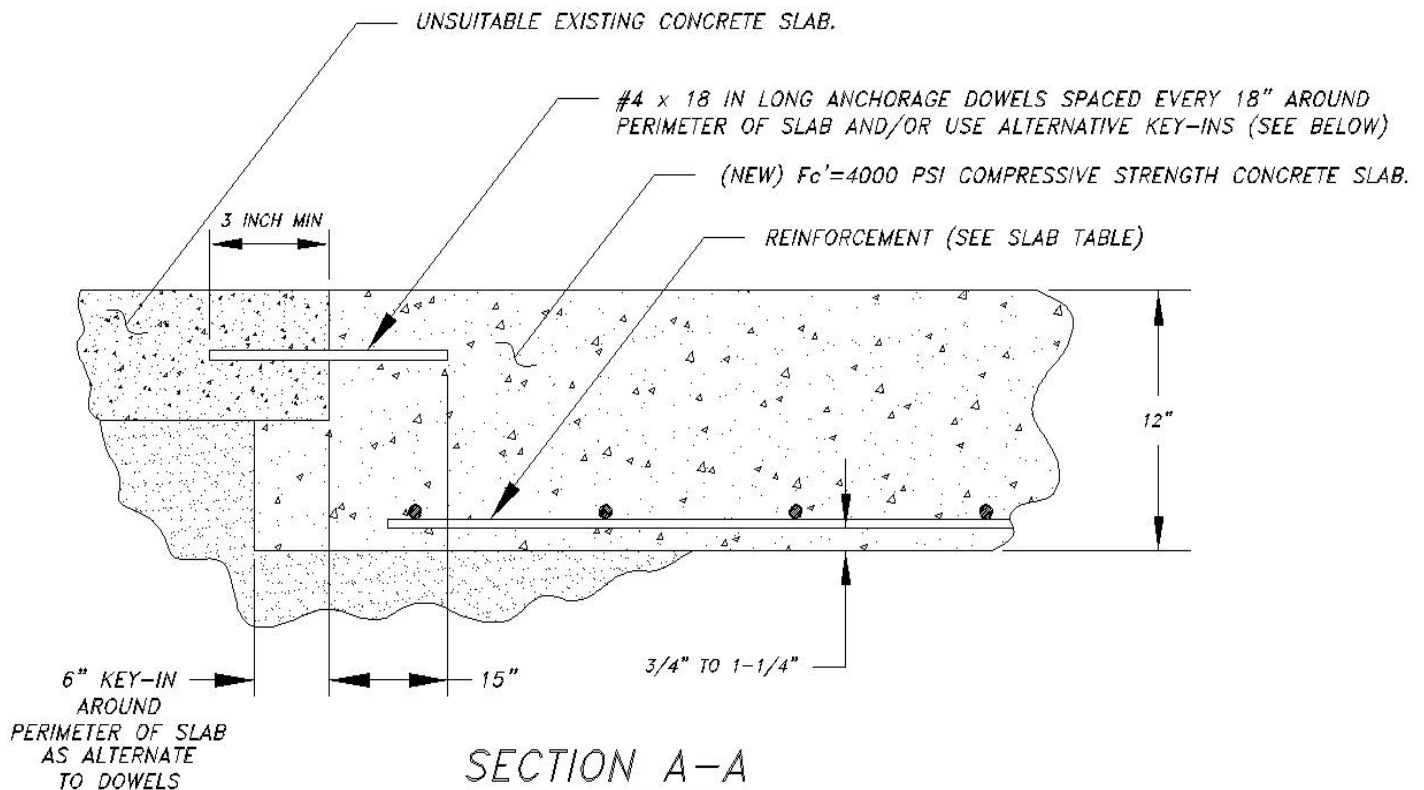 UNSUITABLE EXISTING CONCRETE SLAB.
#4 x 18 IN LONG ANCHORAGE DOWELS SPACED EVERY 18" AROUND
PERIMETER OF SLAB AND/OR USE ALTERNATIVE KEY-INS (SEE BELOW)
(NEW) Fc'=4000 PSI COMPRESSIVE STRENGTH CONCRETE SLAB.
3 INCH MIN
REINFORCEMENT (SEE SLAB TABLE)
12"
3/4" TO 1-1/4"
6" KEY-IN
AROUND
PERIMETER OF SLAB
AS ALTERNATE
TO DOWELS
15"
SECTION A-A